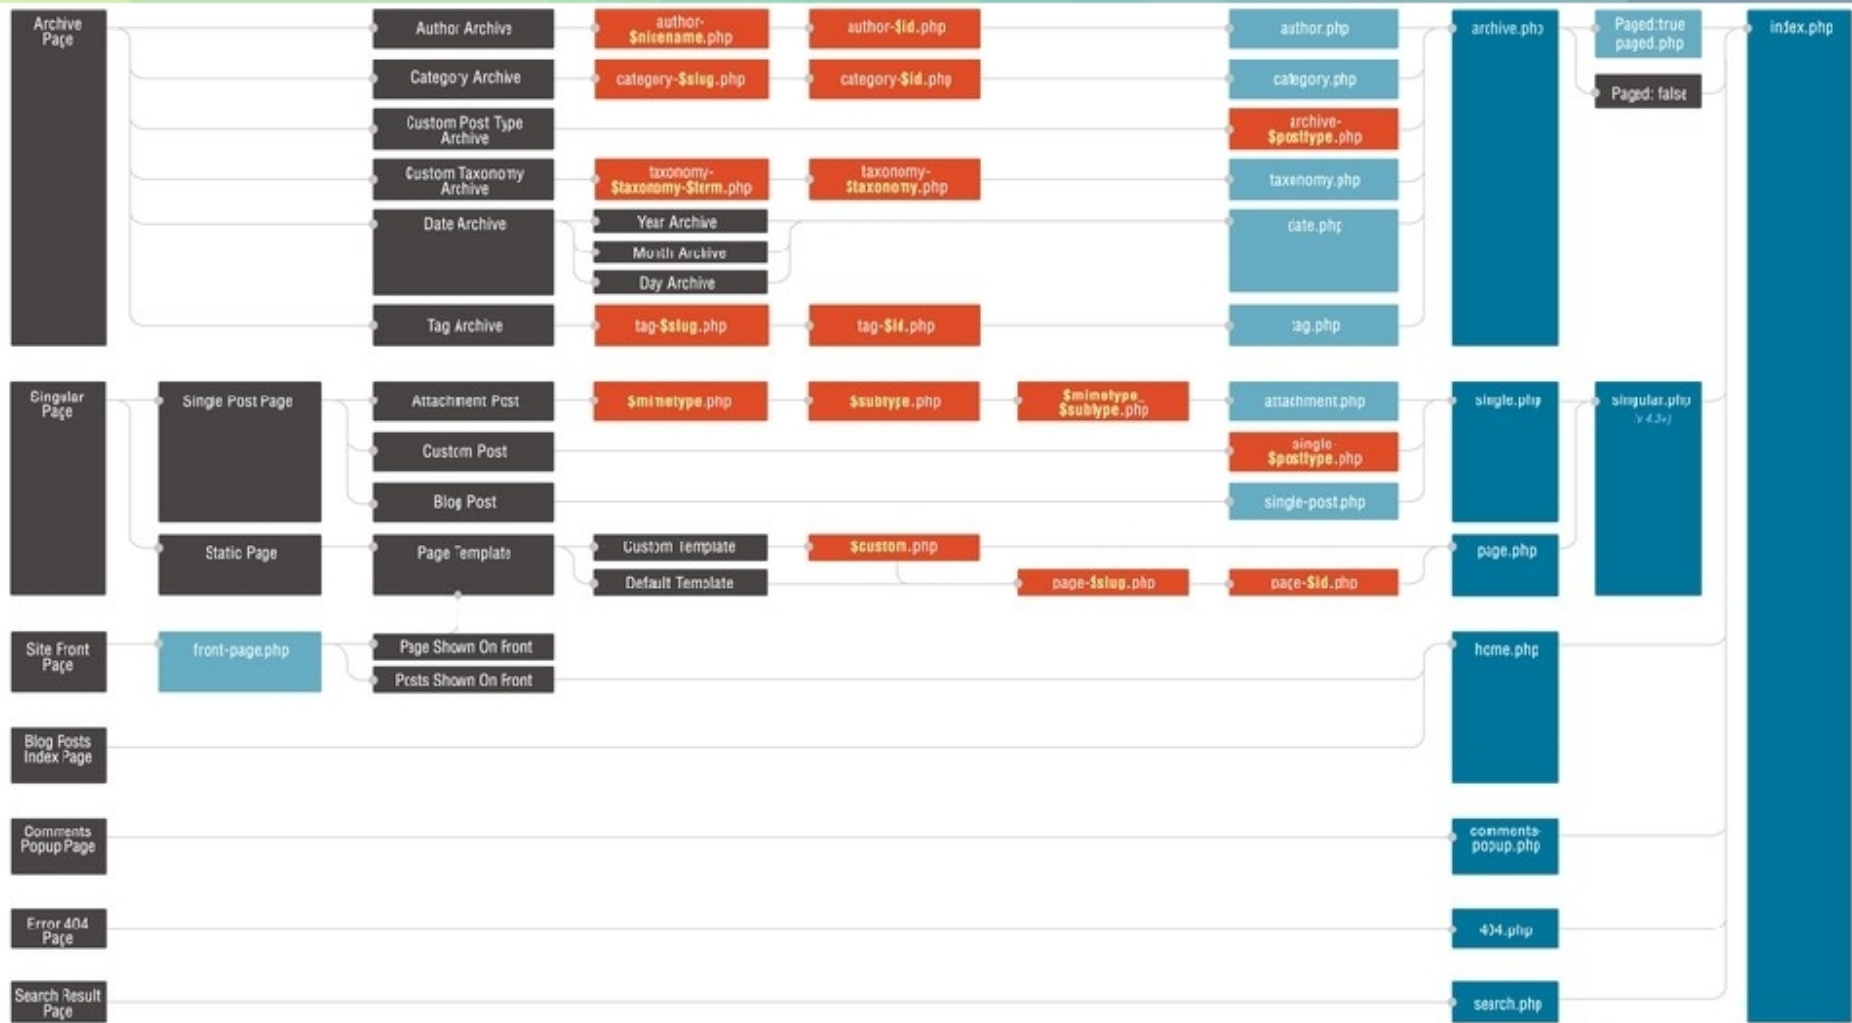 Archive
Page
Author Archive
author-
$nicename.php
author-$id.php
author.php
archive.php
Paged:true
paged.php
index.php
Category Archive
category-$slug.php
category-$id.php
category.php
Paged: false
Custom Post Type
Archive
archive-
$posttype.php
Custom Taxonomy
Archive
taxonomy-
$taxonomy-$term.php
taxonomy-
$taxonomy.php
taxonomy.php
Date Archive
Year Archive
Month Archive
Day Archive
date.php
Tag Archive
tag-$slug.php
tag-$id.php
tag.php
Singular
Page
Single Post Page
Attachment Post
$mimetype.php
$subtype.php
$mimetype_
$subtype.php
attachment.php
single.php
singular.php
(v 4.3+)
Custom Post
single-
$posttype.php
Blog Post
single-post.php
Static Page
Page Template
Custom Template
$custom.php
page.php
Default Template
page-$slug.php
page-$id.php
Site Front
Page
front-page.php
Page Shown On Front
Posts Shown On Front
home.php
Blog Posts
Index Page
Comments
Popup Page
comments-
popup.php
Error 404
Page
404.php
Search Result
Page
search.php